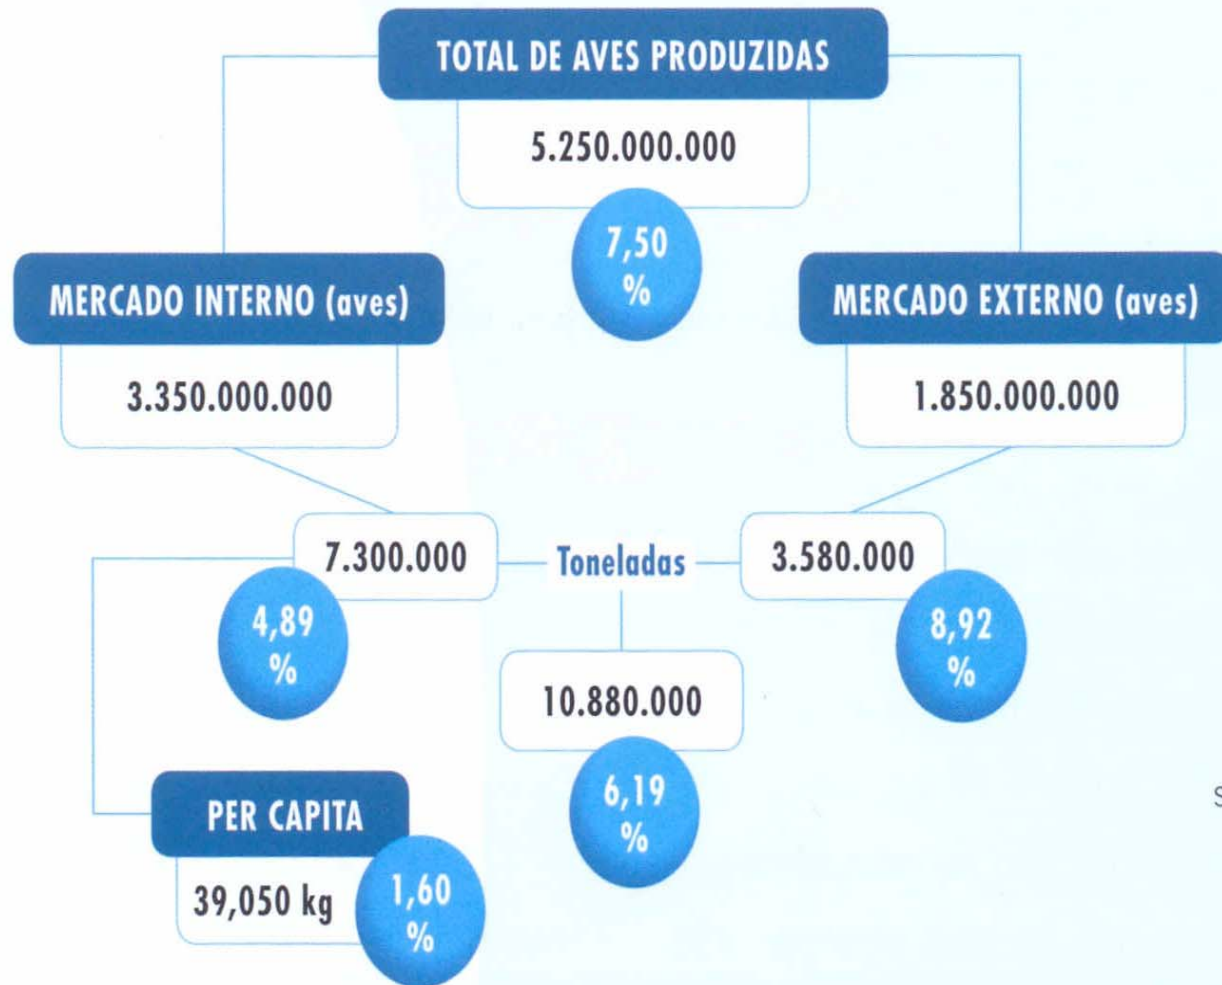 TOTAL DE AVES PRODUZIDAS
5.250.000.000
7,50
%
MERCADO INTERNO (aves)
3.350.000.000
MERCADO EXTERNO (aves)
1.850.000.000
7.300.000
Toneladas
3.580.000
4,89
%
8,92
%
10.880.000
6,19
%
PER CAPITA
39,050 kg
1,60
%
S